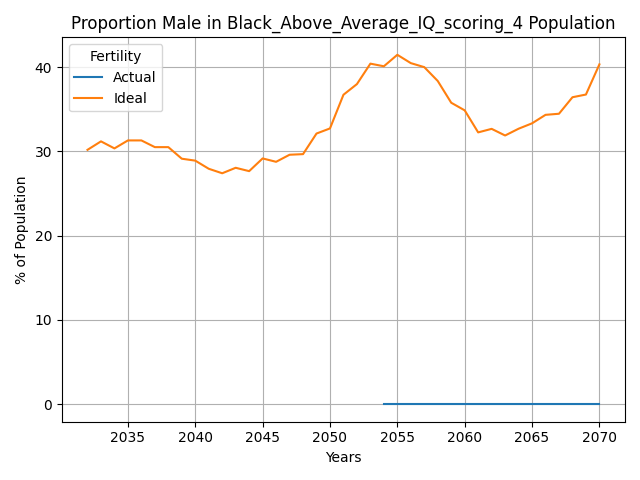 Proportion Male in Black_Above_Average_IQ_scoring_4 Population
Fertility
Actual
Ideal
% of Population
40
30
20
10
0
2035 2040 2045 2050 2055 2060 2065 2070
Years